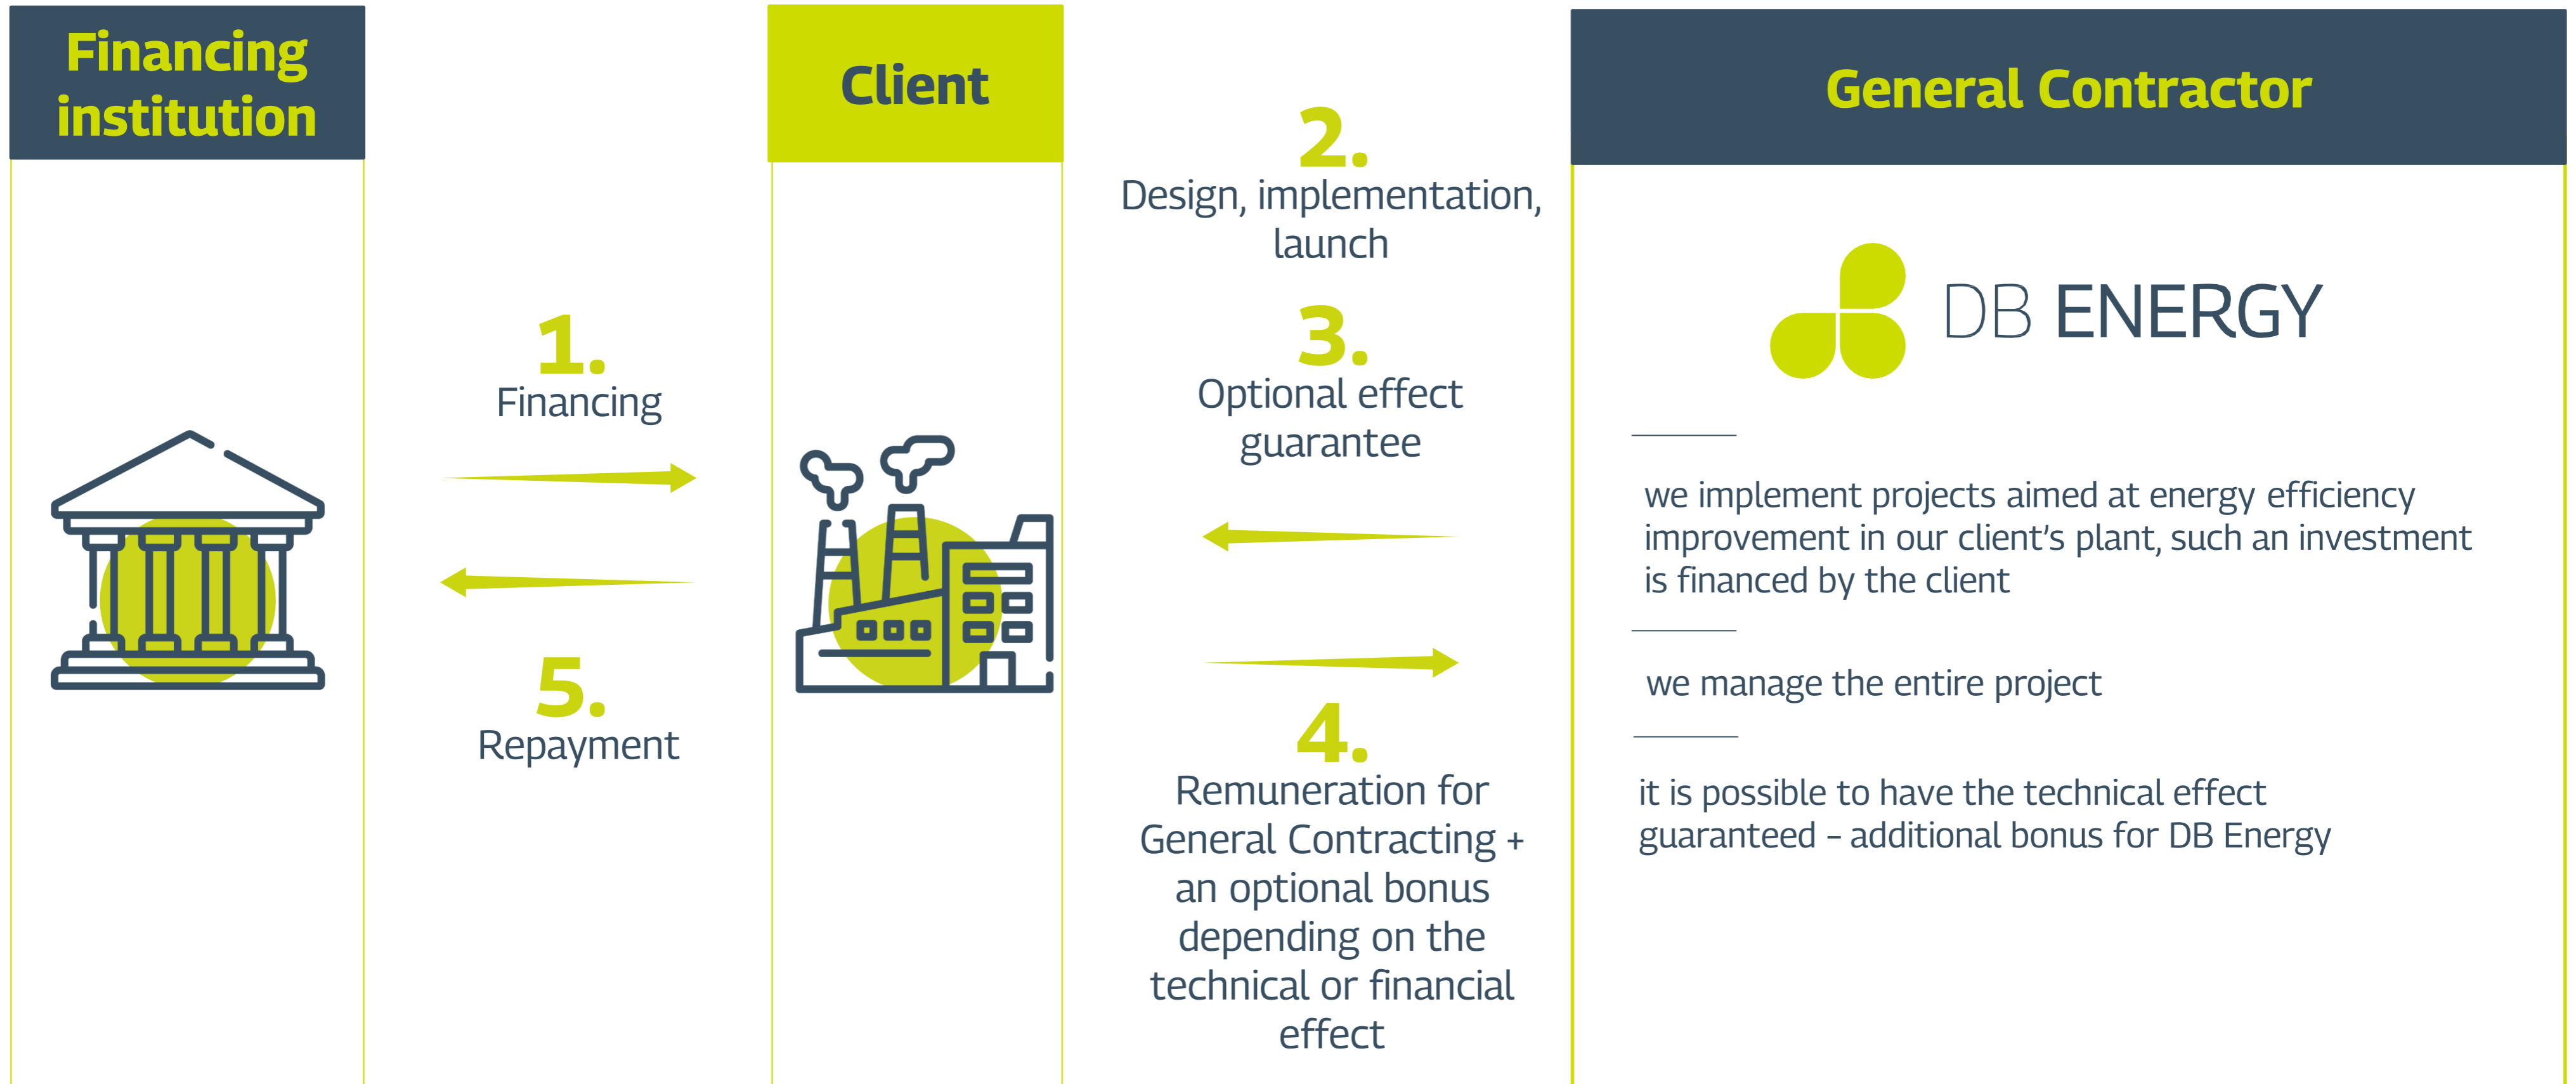 Financing
institution
Client
General Contractor
1.
Financing
5.
Repayment
2.
Design, implementation,
launch
3.
Optional effect
guarantee
4.
Remuneration for
General Contracting +
an optional bonus
depending on the
technical or financial
effect
DB ENERGY
we implement projects aimed at energy efficiency
improvement in our client’s plant, such an investment
is financed by the client
we manage the entire project
it is possible to have the technical effect
guaranteed – additional bonus for DB Energy